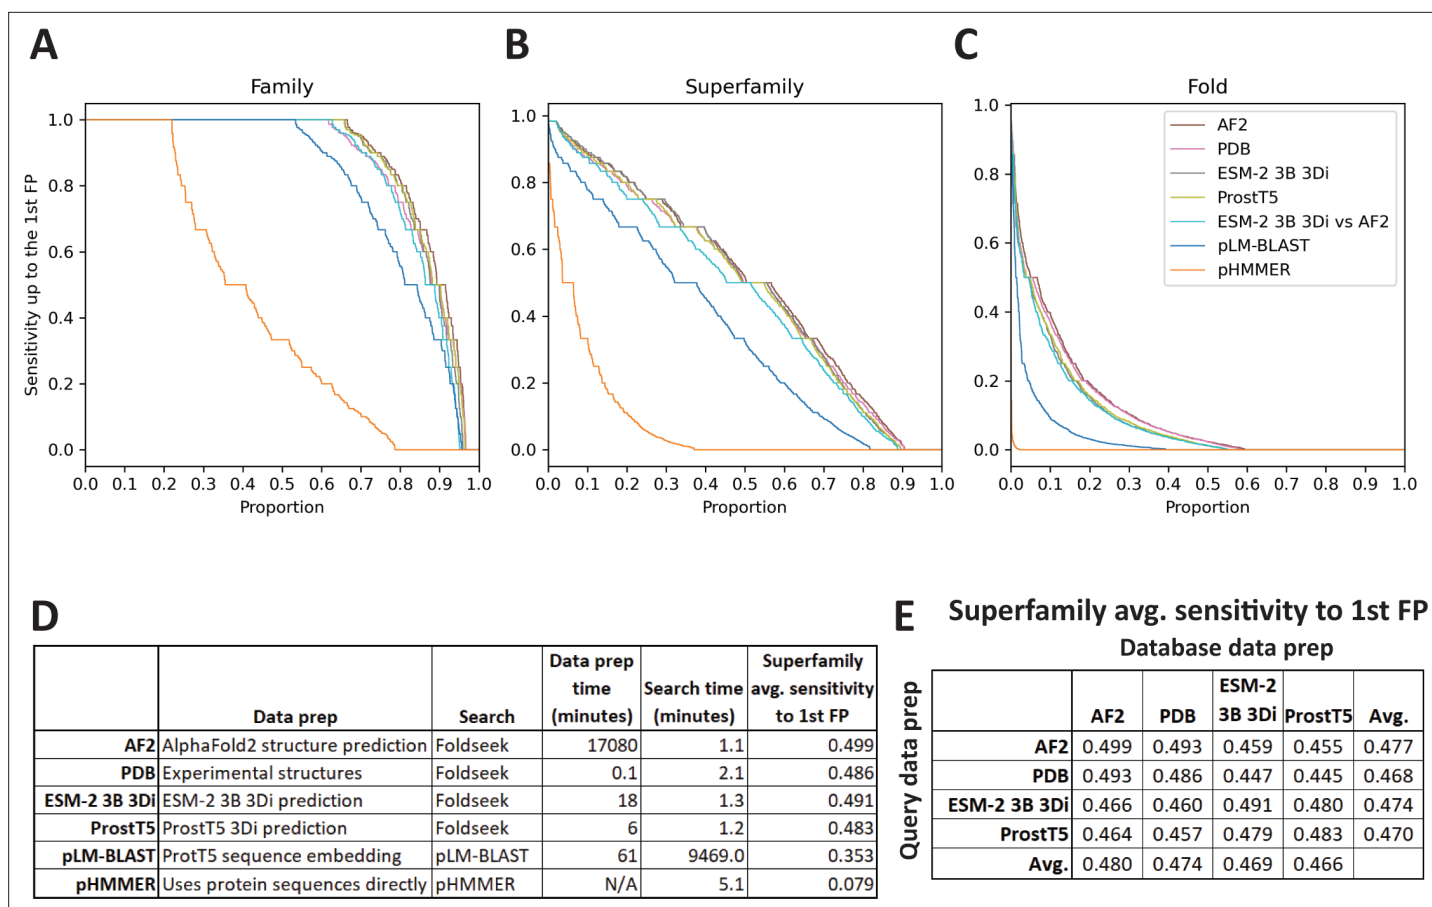 A
B
C
Family
Superfamily
Fold
Sensitivity up to the 1st FP
1.0
0.8
0.6
0.4
0.2
0.0
0.0 0.1 0.2 0.3 0.4 0.5 0.6 0.7 0.8 0.9 1.0
Proportion
1.0
0.8
0.6
0.4
0.2
0.0
0.0 0.1 0.2 0.3 0.4 0.5 0.6 0.7 0.8 0.9 1.0
Proportion
1.0
0.8
0.6
0.4
0.2
0.0
0.0 0.1 0.2 0.3 0.4 0.5 0.6 0.7 0.8 0.9 1.0
Proportion
AF2
PDB
ESM-2 3B 3Di
ProstT5
ESM-2 3B 3Di vs AF2
pLM-BLAST
pHMMER
D
Data prep Search Data prep time (minutes) Search time (minutes) Superfamily avg. sensitivity to 1st FP
AF2 AlphaFold2 structure prediction Foldseek 17080 1.1 0.499
PDB Experimental structures Foldseek 0.1 2.1 0.486
ESM-2 3B 3Di ESM-2 3B 3Di prediction Foldseek 18 1.3 0.491
ProstT5 ProstT5 3Di prediction Foldseek 6 1.2 0.483
pLM-BLAST ProtT5 sequence embedding pLM-BLAST 61 9469.0 0.353
pHMMER Uses protein sequences directly pHMMER N/A 5.1 0.079
E
Superfamily avg. sensitivity to 1st FP
Database data prep
Query data prep
AF2 PDB ESM-2 3B 3Di ProstT5 Avg.
AF2 0.499 0.493 0.459 0.455 0.477
PDB 0.493 0.486 0.447 0.445 0.468
ESM-2 3B 3Di 0.466 0.460 0.491 0.480 0.474
ProstT5 0.464 0.457 0.479 0.483 0.470
Avg. 0.480 0.474 0.469 0.466